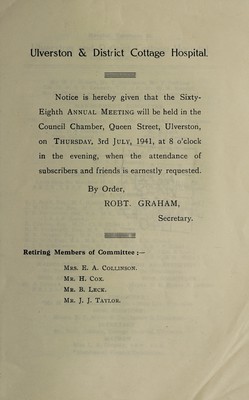 Ulverston & District Cottage Hospital.
Notice is hereby given that the Sixty-
Eighth ANNUAL MEETING will be held in the
Council Chamber, Queen Street, Ulverston,
on THURSDAY, 3rd JULY, 1941, at 8 o'clock
in the evening, when the attendance of
subscribers and friends is earnestly requested.
By Order,
ROBT. GRAHAM,
Secretary.
Retiring Members of Committee :—
MRS. E. A. COLLINSON.
MR. H. COX.
MR. B. LECK.
MR. J. J. TAYLOR.